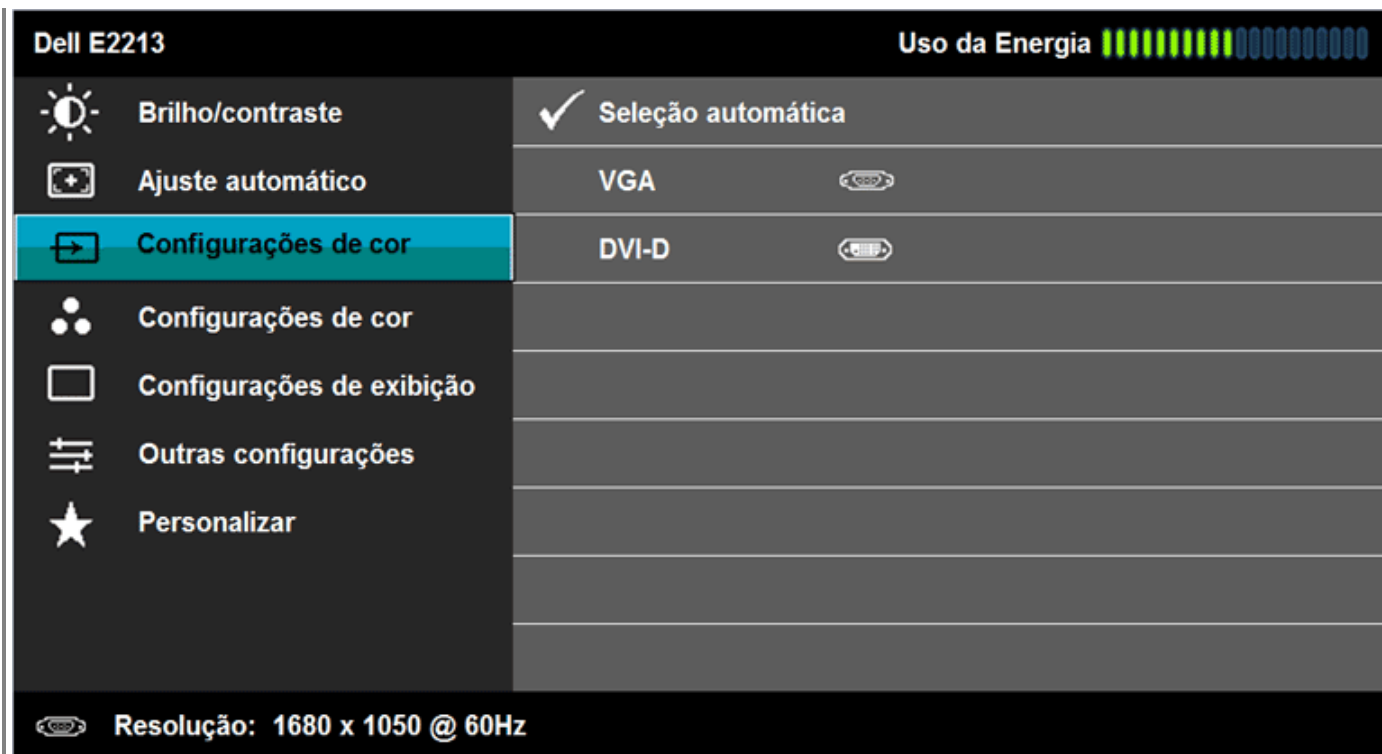 Dell E2213
Uso da Energia
Brilho/contraste
Seleção automática
Ajuste automático
VGA
Configurações de cor
DVI-D
Configurações de cor
Configurações de exibição
Outras configurações
Personalizar
Resolução: 1680 x 1050 @ 60Hz